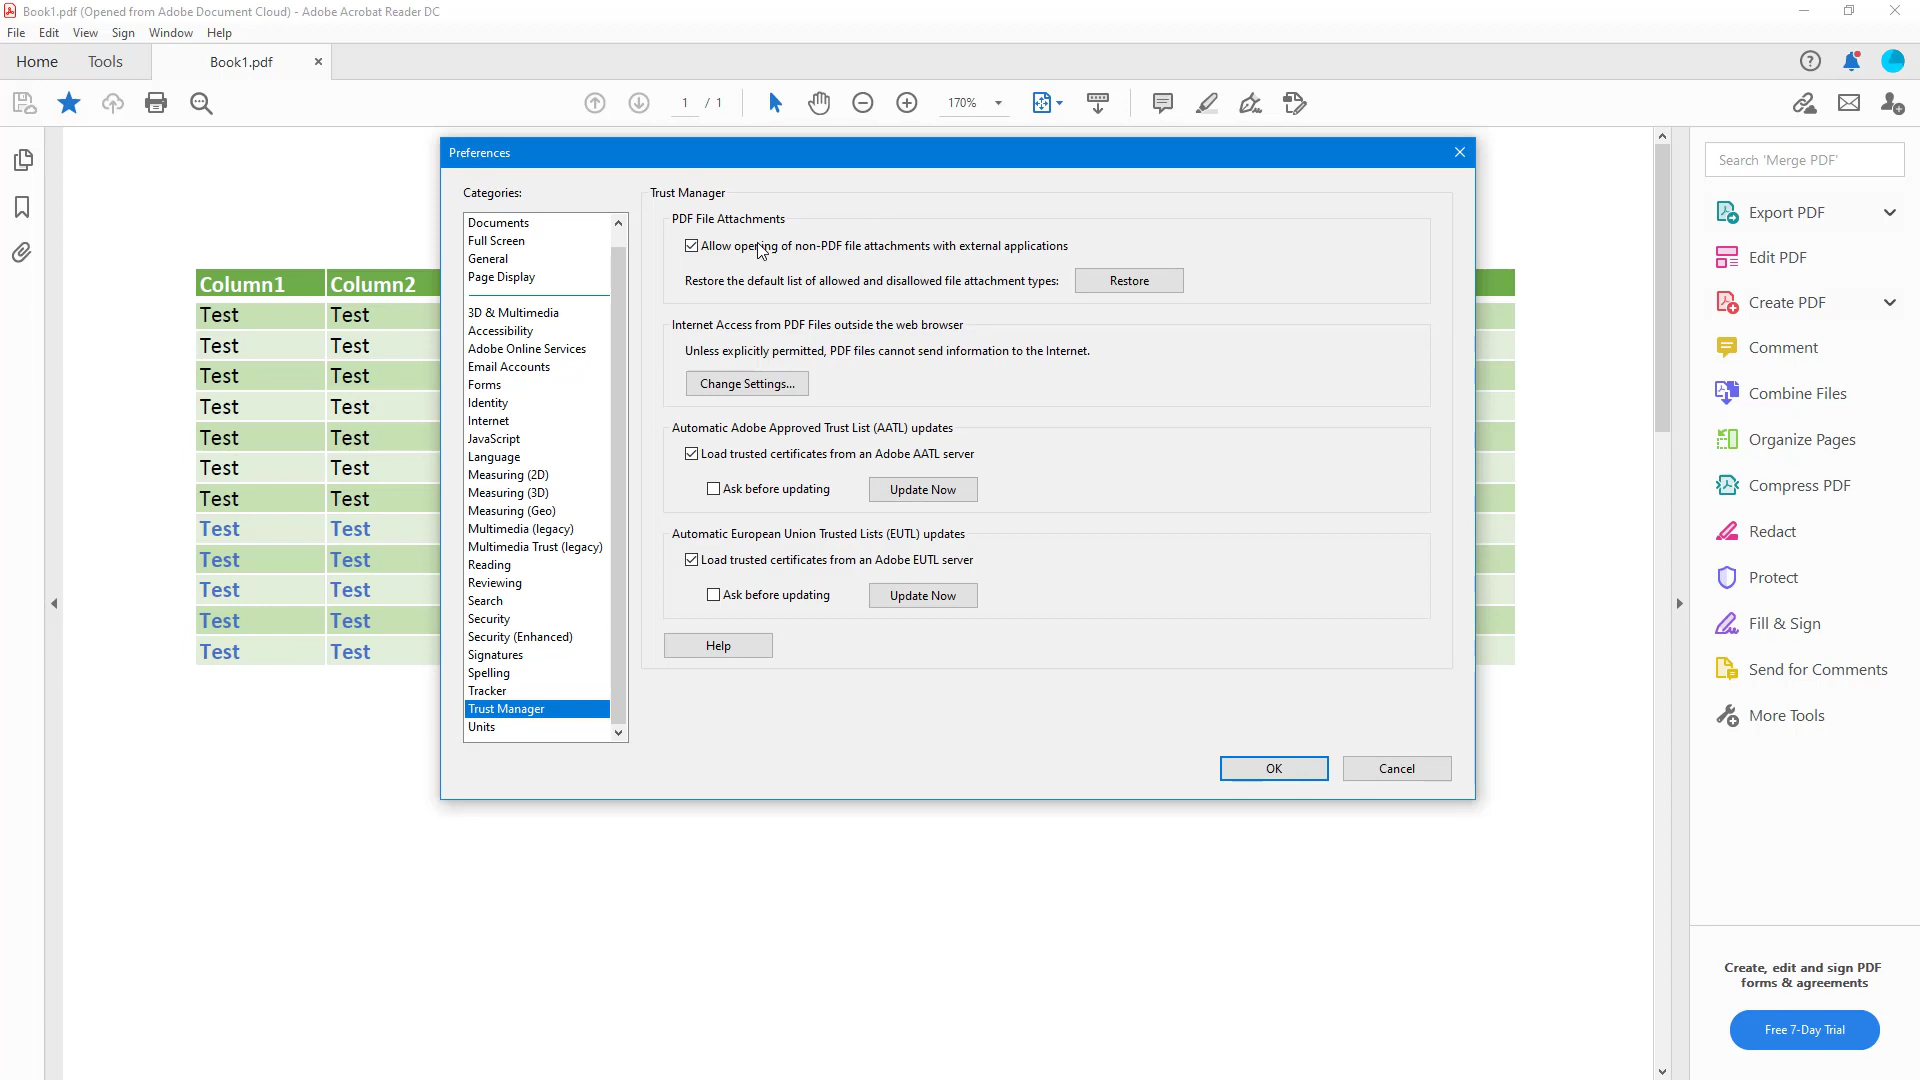 Book1.pdf (Opened from Adobe Document Cloud) - Adobe Acrobat Reader DC
File Edit View Sign Window Help
Home Tools Book1.pdf
1 / 1 170%
Preferences
Categories:
Documents
Full Screen
General
Page Display
3D & Multimedia
Accessibility
Adobe Online Services
Email Accounts
Forms
Identity
Internet
JavaScript
Language
Measuring (2D)
Measuring (3D)
Measuring (Geo)
Multimedia (legacy)
Multimedia Trust (legacy)
Reading
Reviewing
Search
Security
Security (Enhanced)
Signatures
Spelling
Tracker
Trust Manager
Units
Trust Manager
PDF File Attachments
Allow opening of non-PDF file attachments with external applications
Restore the default list of allowed and disallowed file attachment types: Restore
Internet Access from PDF Files outside the web browser
Unless explicitly permitted, PDF files cannot send information to the Internet.
Change Settings...
Automatic Adobe Approved Trust List (AATL) updates
Load trusted certificates from an Adobe AATL server
Ask before updating Update Now
Automatic European Union Trusted Lists (EUTL) updates
Load trusted certificates from an Adobe EUTL server
Ask before updating Update Now
Help
OK Cancel
Column1 Column2
Test Test
Test Test
Test Test
Test Test
Test Test
Test Test
Test Test
Test Test
Test Test
Test Test
Test Test
Test Test
Search 'Merge PDF'
Export PDF
Edit PDF
Create PDF
Comment
Combine Files
Organize Pages
Compress PDF
Redact
Protect
Fill & Sign
Send for Comments
More Tools
Create, edit and sign PDF
forms & agreements
Free 7-Day Trial